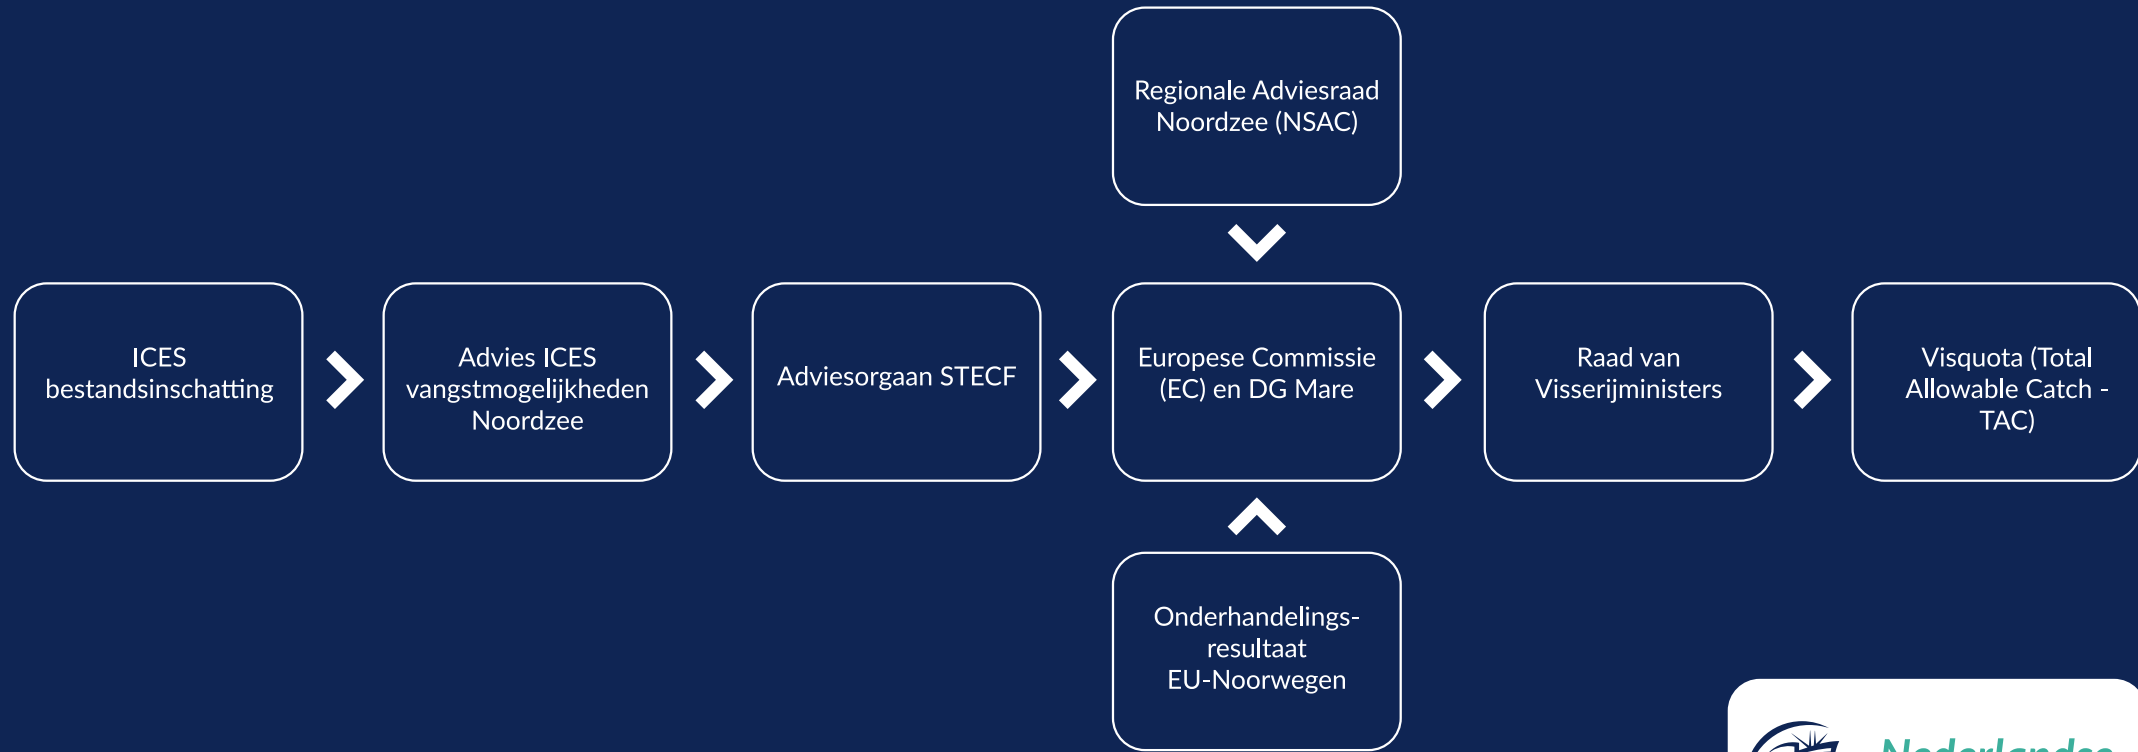 Regionale Adviesraad
Noordzee (NSAC)
ICES
bestandsinschatting
Advies ICES
vangstmogelijkheden
Noordzee
Adviesorgaan STECF
Europese Commissie
(EC) en DG Mare
Raad van
Visserijministers
Visquota (Total
Allowable Catch -
TAC)
Onderhandelings-
resultaat
EU-Noorwegen
Nederlandse